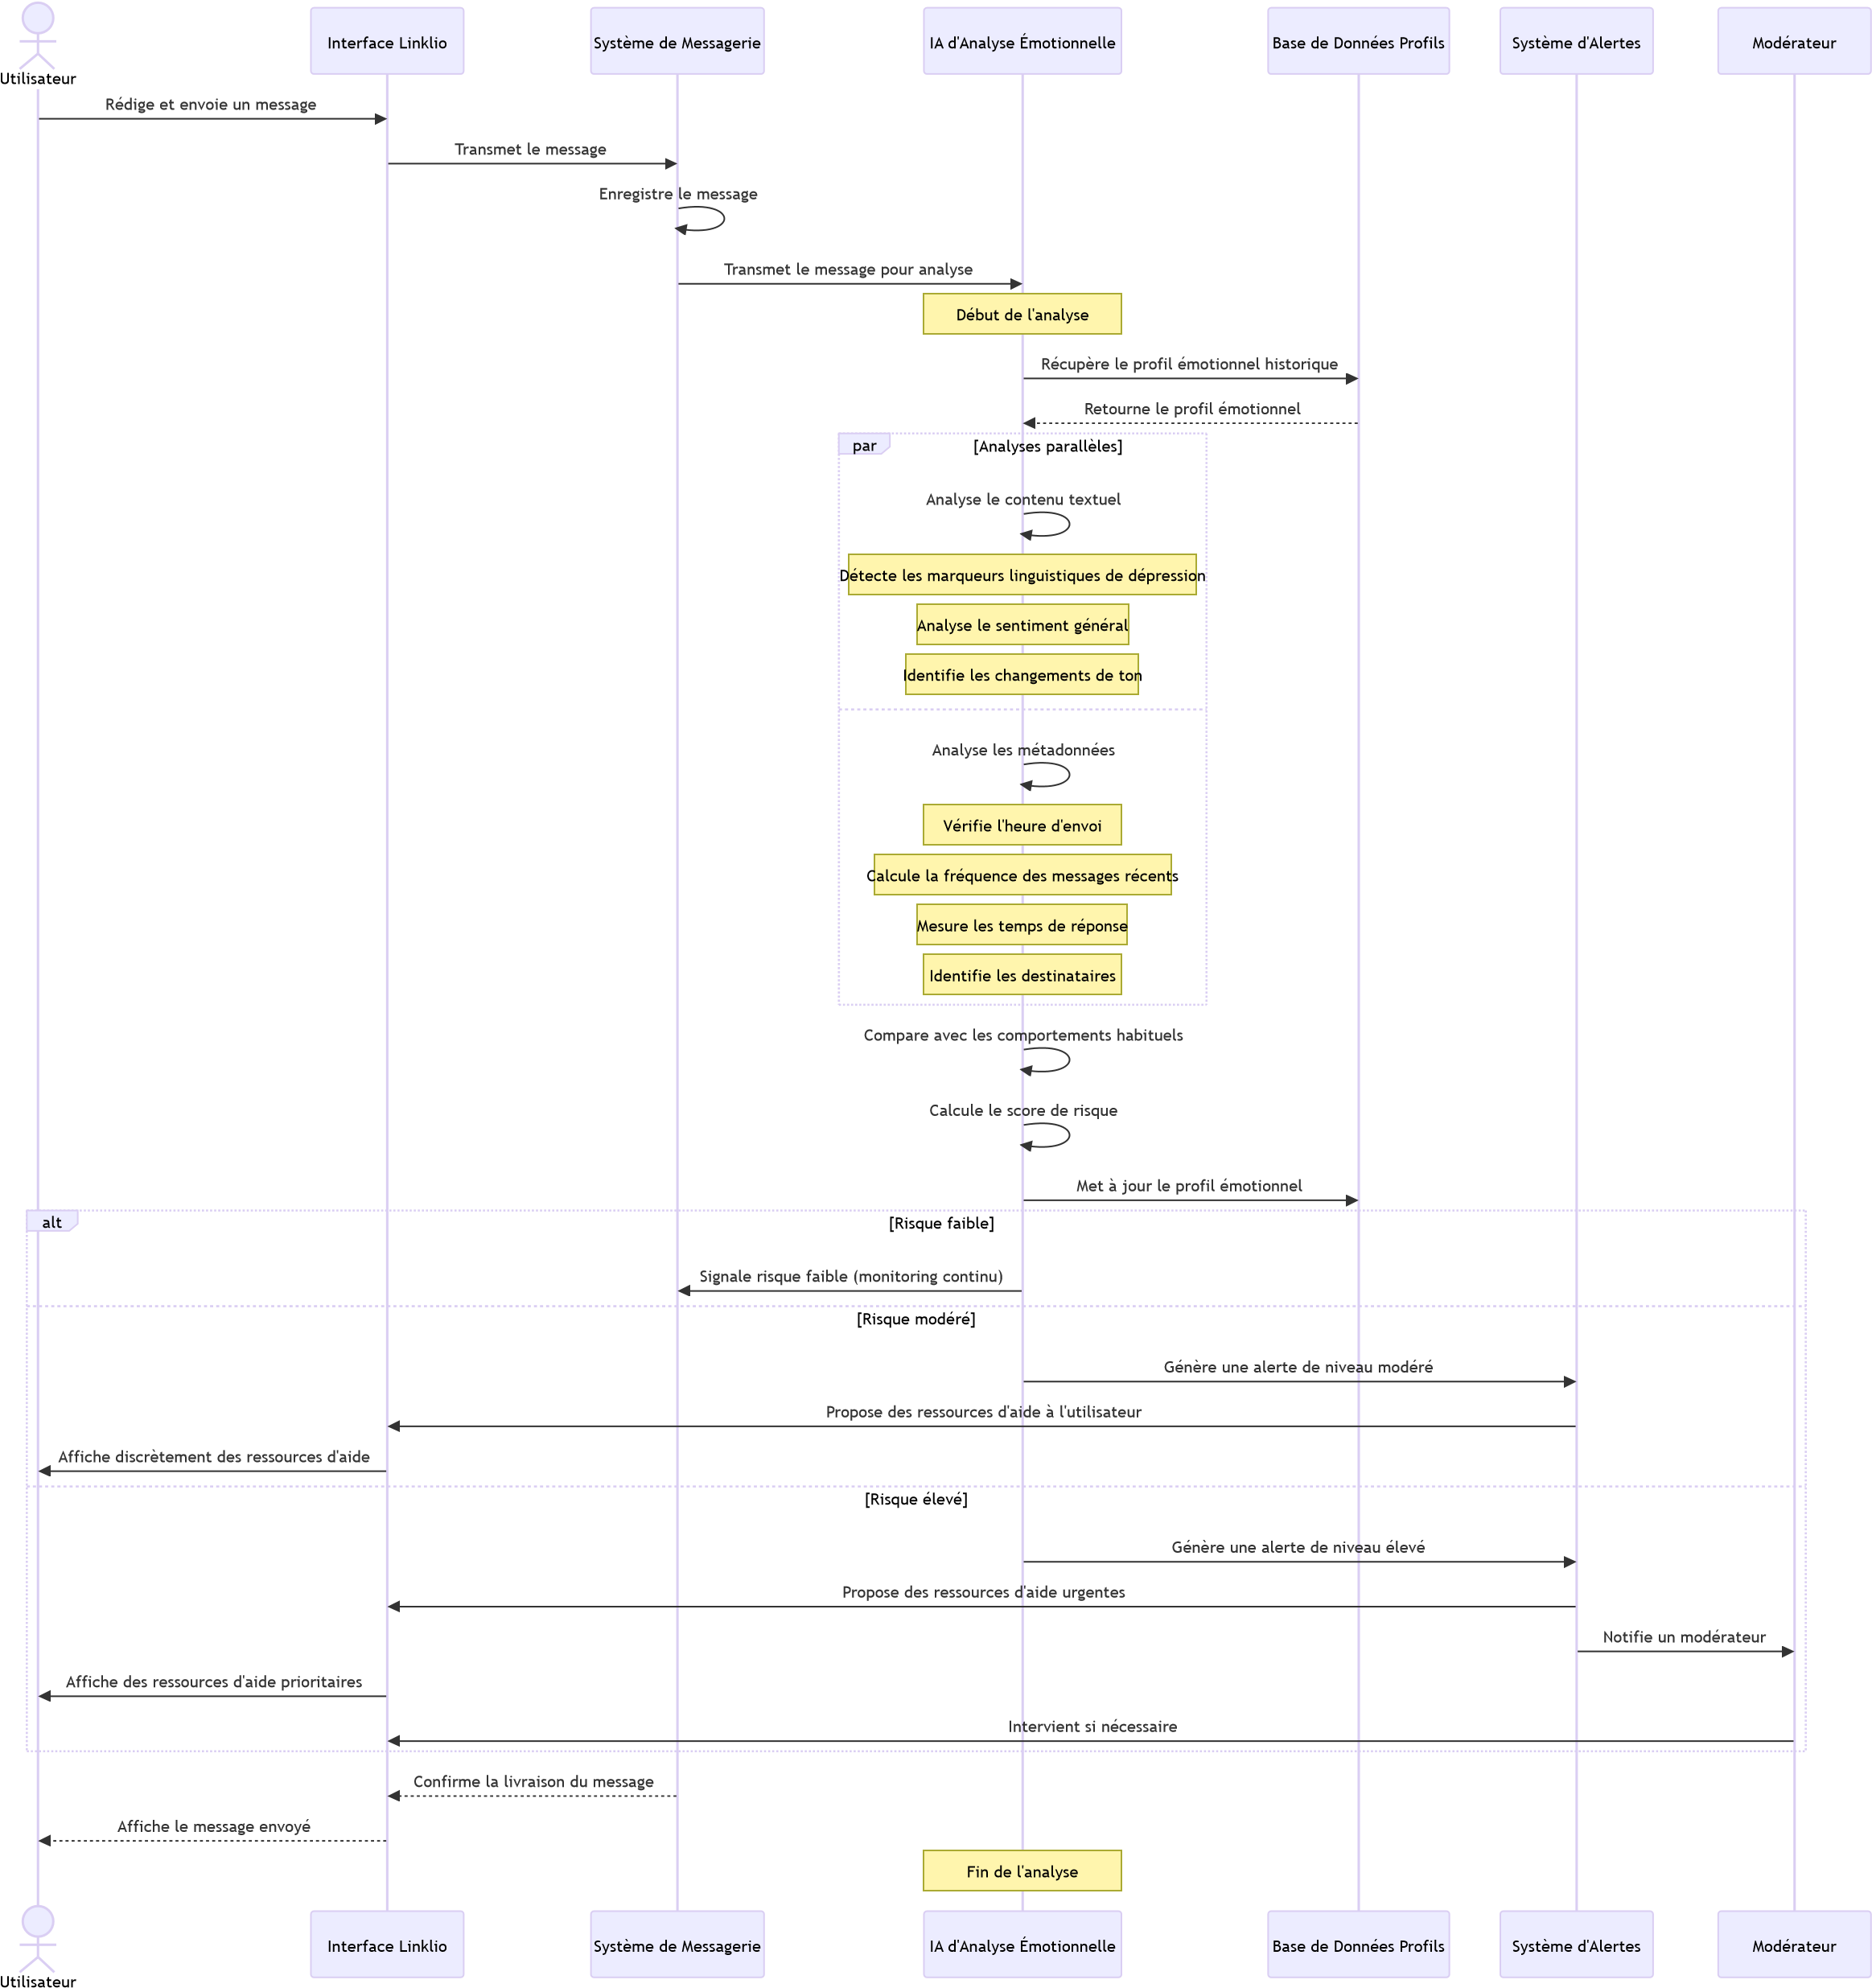 Utilisateur
Interface Linklio
Système de Messagerie
IA d'Analyse Émotionnelle
Base de Données Profils
Système d'Alertes
Modérateur
Rédige et envoie un message
Transmet le message
Enregistre le message
Transmet le message pour analyse
Début de l'analyse
Récupère le profil émotionnel historique
Retourne le profil émotionnel
par
[Analyses parallèles]
Analyse le contenu textuel
Détecte les marqueurs linguistiques de dépression
Analyse le sentiment général
Identifie les changements de ton
Analyse les métadonnées
Vérifie l'heure d'envoi
Calcule la fréquence des messages récents
Mesure les temps de réponse
Identifie les destinataires
Compare avec les comportements habituels
Calcule le score de risque
Met à jour le profil émotionnel
alt
[Risque faible]
Signale risque faible (monitoring continu)
[Risque modéré]
Génère une alerte de niveau modéré
Propose des ressources d'aide à l'utilisateur
Affiche discrètement des ressources d'aide
[Risque élevé]
Génère une alerte de niveau élevé
Propose des ressources d'aide urgentes
Notifie un modérateur
Affiche des ressources d'aide prioritaires
Intervient si nécessaire
Confirme la livraison du message
Affiche le message envoyé
Fin de l'analyse
Utilisateur
Interface Linklio
Système de Messagerie
IA d'Analyse Émotionnelle
Base de Données Profils
Système d'Alertes
Modérateur